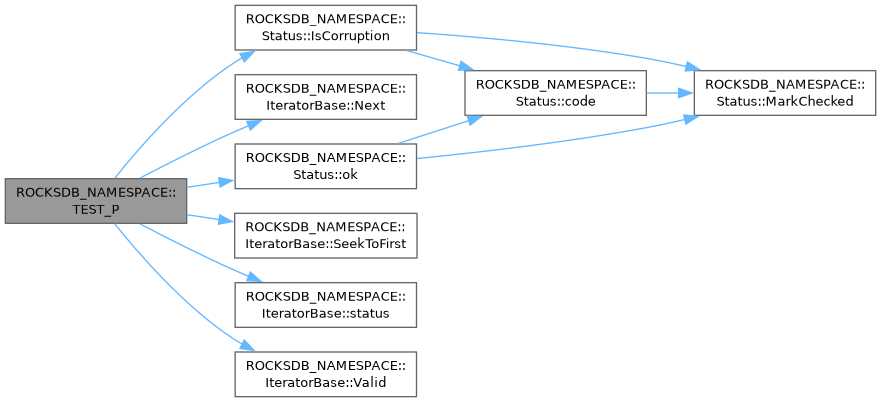 ROCKSDB_NAMESPACE::
TEST_P
ROCKSDB_NAMESPACE::
Status::IsCorruption
ROCKSDB_NAMESPACE::
IteratorBase::Next
ROCKSDB_NAMESPACE::
Status::ok
ROCKSDB_NAMESPACE::
IteratorBase::SeekToFirst
ROCKSDB_NAMESPACE::
IteratorBase::status
ROCKSDB_NAMESPACE::
IteratorBase::Valid
ROCKSDB_NAMESPACE::
Status::code
ROCKSDB_NAMESPACE::
Status::MarkChecked